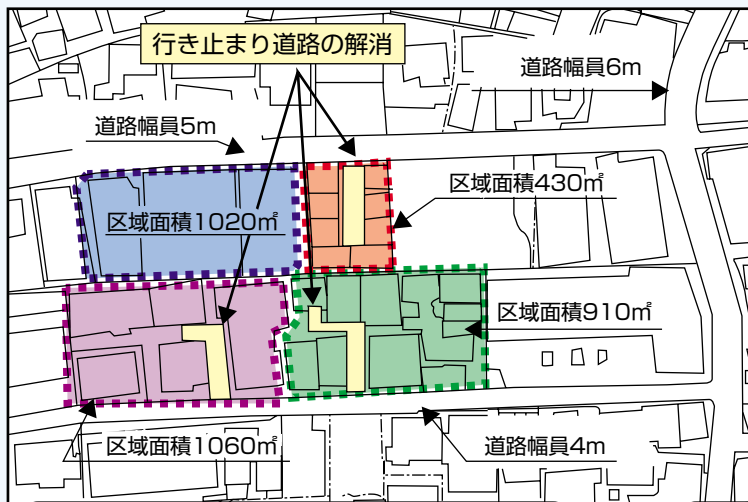 行き止まり道路の解消
道路幅員6m
道路幅員5m
区域面積430㎡
区域面積1020㎡
区域面積910㎡
区域面積1060㎡
道路幅員4m